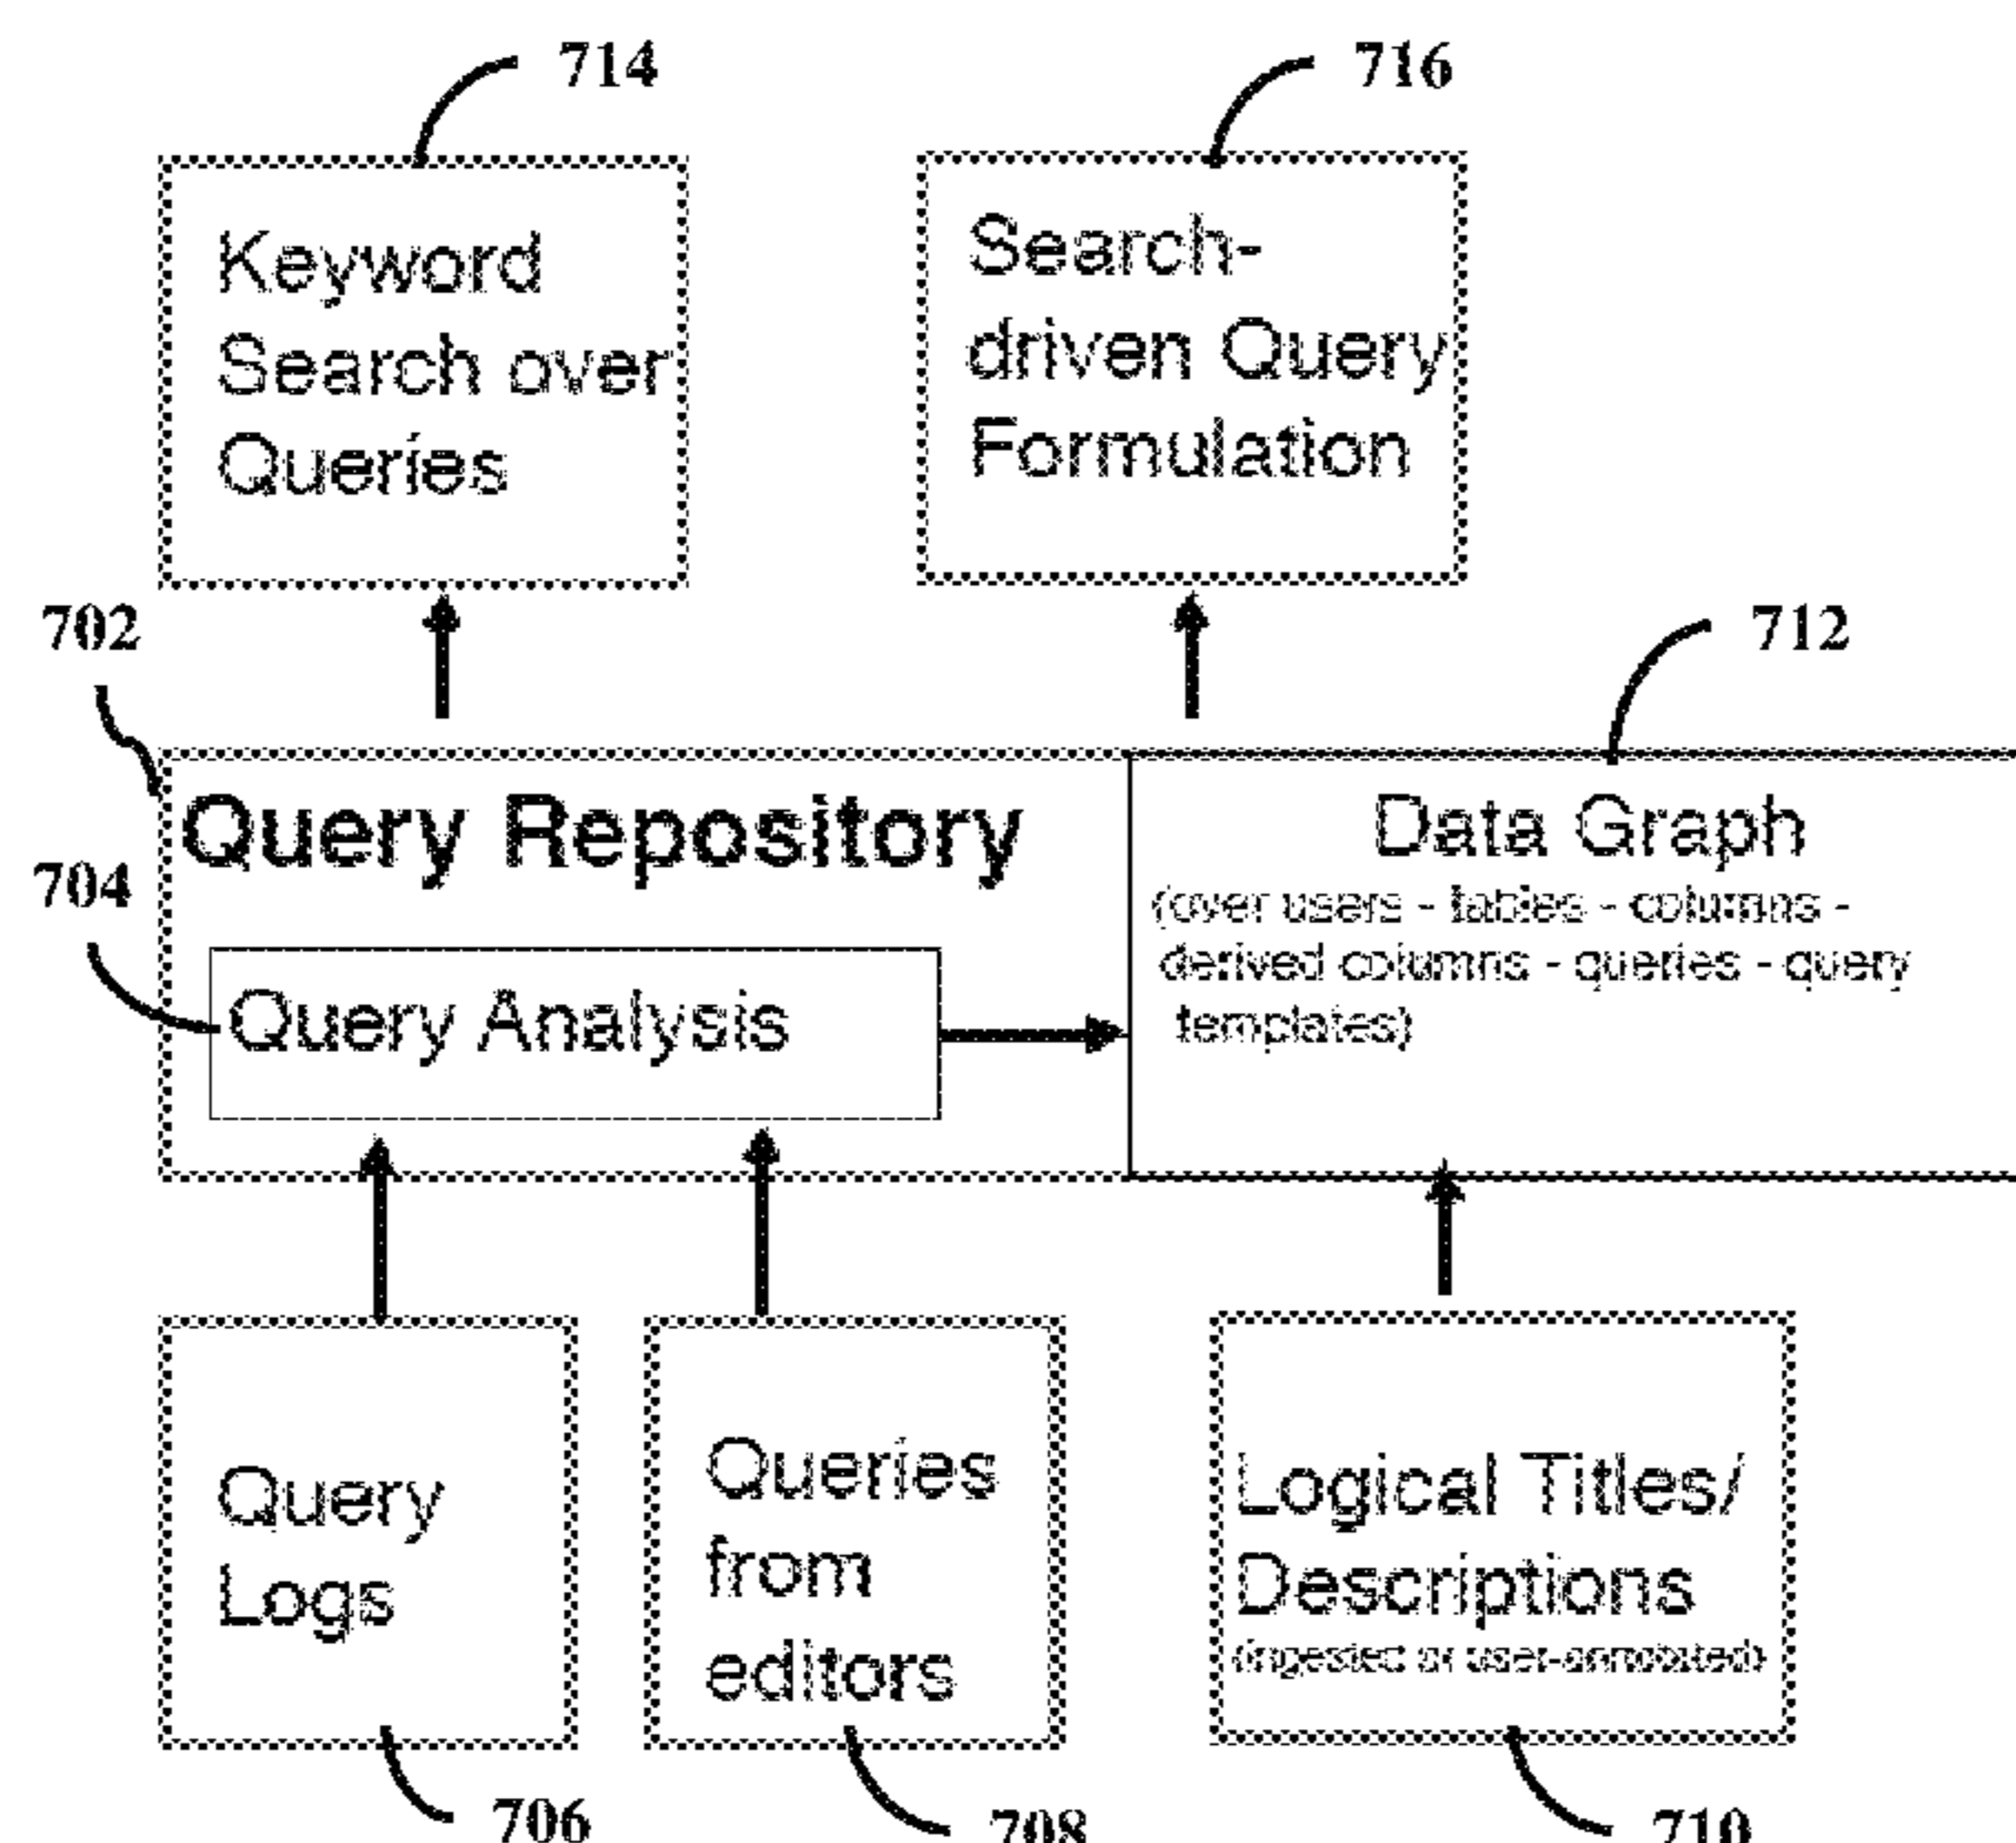 714
716
Keyword
Search over
Queries
Search-
driven Query
Formulation
702
712
Query Repository
Data Graph
(over users - tables - columns -
derived columns - queries - query
templates)
704
Query Analysis
Query
Logs
Queries
from
editors
Logical Titles/
Descriptions
(ingested or user-annotated)
706
708
710